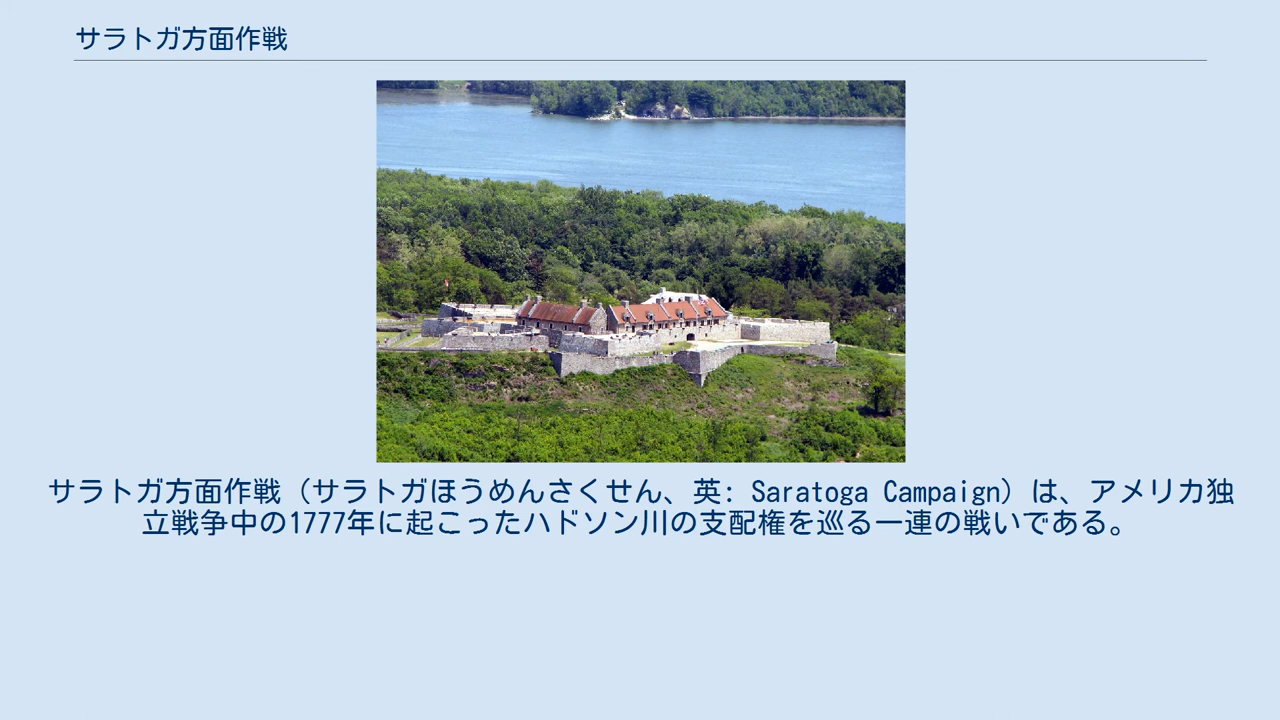 サラトガ方面作戦
サラトガ方面作戦（サラトガほうめんさくせん、英: Saratoga Campaign）は、アメリカ独
立戦争中の1777年に起こったハドソン川の支配権を巡る一連の戦いである。